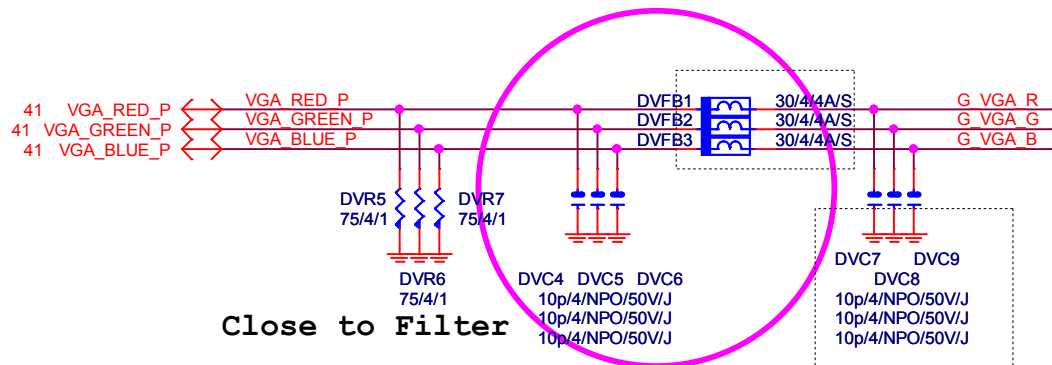 41 VGA_RED_P VGA_RED_P DVFB1 30/4/4A/S G_VGA_R
41 VGA_GREEN_P VGA_GREEN_P DVFB2 30/4/4A/S G_VGA_G
41 VGA_BLUE_P VGA_BLUE_P DVFB3 30/4/4A/S G_VGA_B
DVR5 DVR7
75/4/1 75/4/1
DVR6
75/4/1
DVC4 DVC5 DVC6
10p/4/NPO/50V/J
10p/4/NPO/50V/J
10p/4/NPO/50V/J
DVC7 DVC9
DVC8
10p/4/NPO/50V/J
10p/4/NPO/50V/J
10p/4/NPO/50V/J
Close to Filter